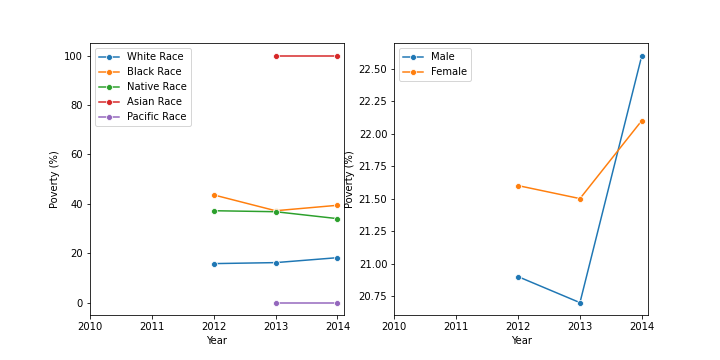 White Race
Black Race
Native Race
Asian Race
Pacific Race
100
80
60
40
20
0
Poverty (%)
2010 2011 2012 2013 2014
Year
Male
Female
22.50
22.25
22.00
21.75
21.50
21.25
21.00
20.75
Poverty (%)
2010 2011 2012 2013 2014
Year